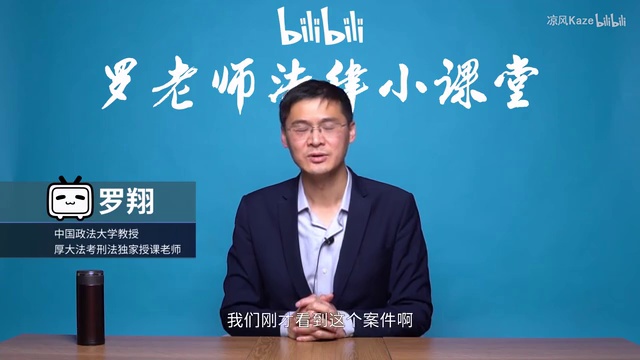 bilibili
凉风Kaze bilibili
罗老师法律小课堂
罗翔
中国政法大学教授
厚大法考刑法独家授课老师
我们刚才看到这个案件啊